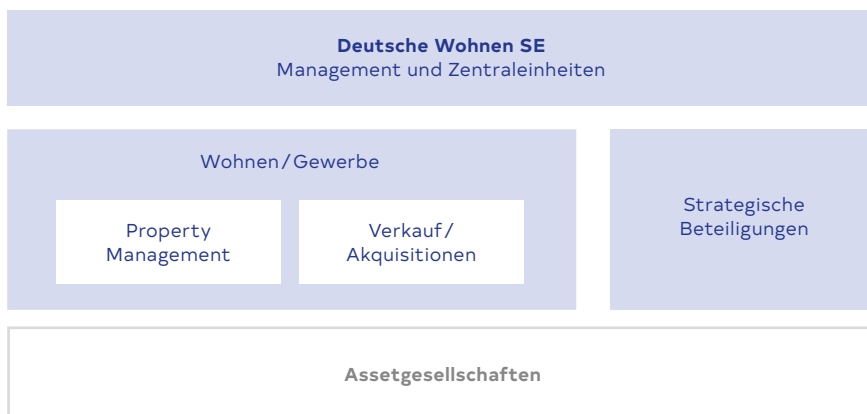 Deutsche Wohnen SE
Management und Zentraleinheiten
Wohnen/Gewerbe
Property
Management
Verkauf/
Akquisitionen
Strategische
Beteiligungen
Assetgesellschaften